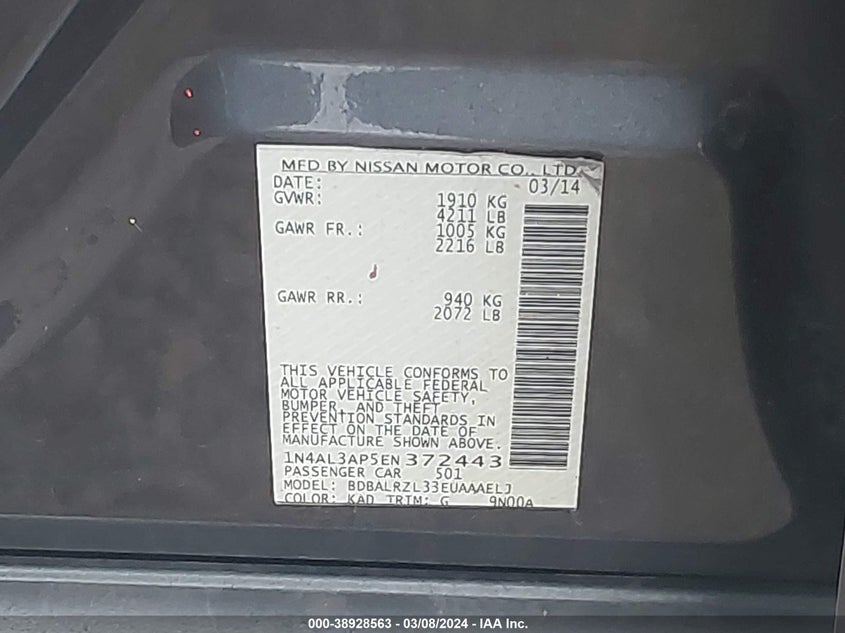 MFD BY NISSAN MOTOR CO., LTD.
DATE: 03/14
GVWR: 1910 KG
4211 LB
GAWR FR.: 1005 KG
2216 LB
GAWR RR.: 940 KG
2072 LB
THIS VEHICLE CONFORMS TO
ALL APPLICABLE FEDERAL
MOTOR VEHICLE SAFETY,
BUMPER, AND THEFT
PREVENTION STANDARDS IN
EFFECT ON THE DATE OF
MANUFACTURE SHOWN ABOVE.
1N4AL3AP5EN372443
PASSENGER CAR 501
MODEL: BDBALRZL33EUAAAELJ
COLOR: KAD TRIM: G 9N00A
000-38928563 - 03/08/2024 - IAA Inc.